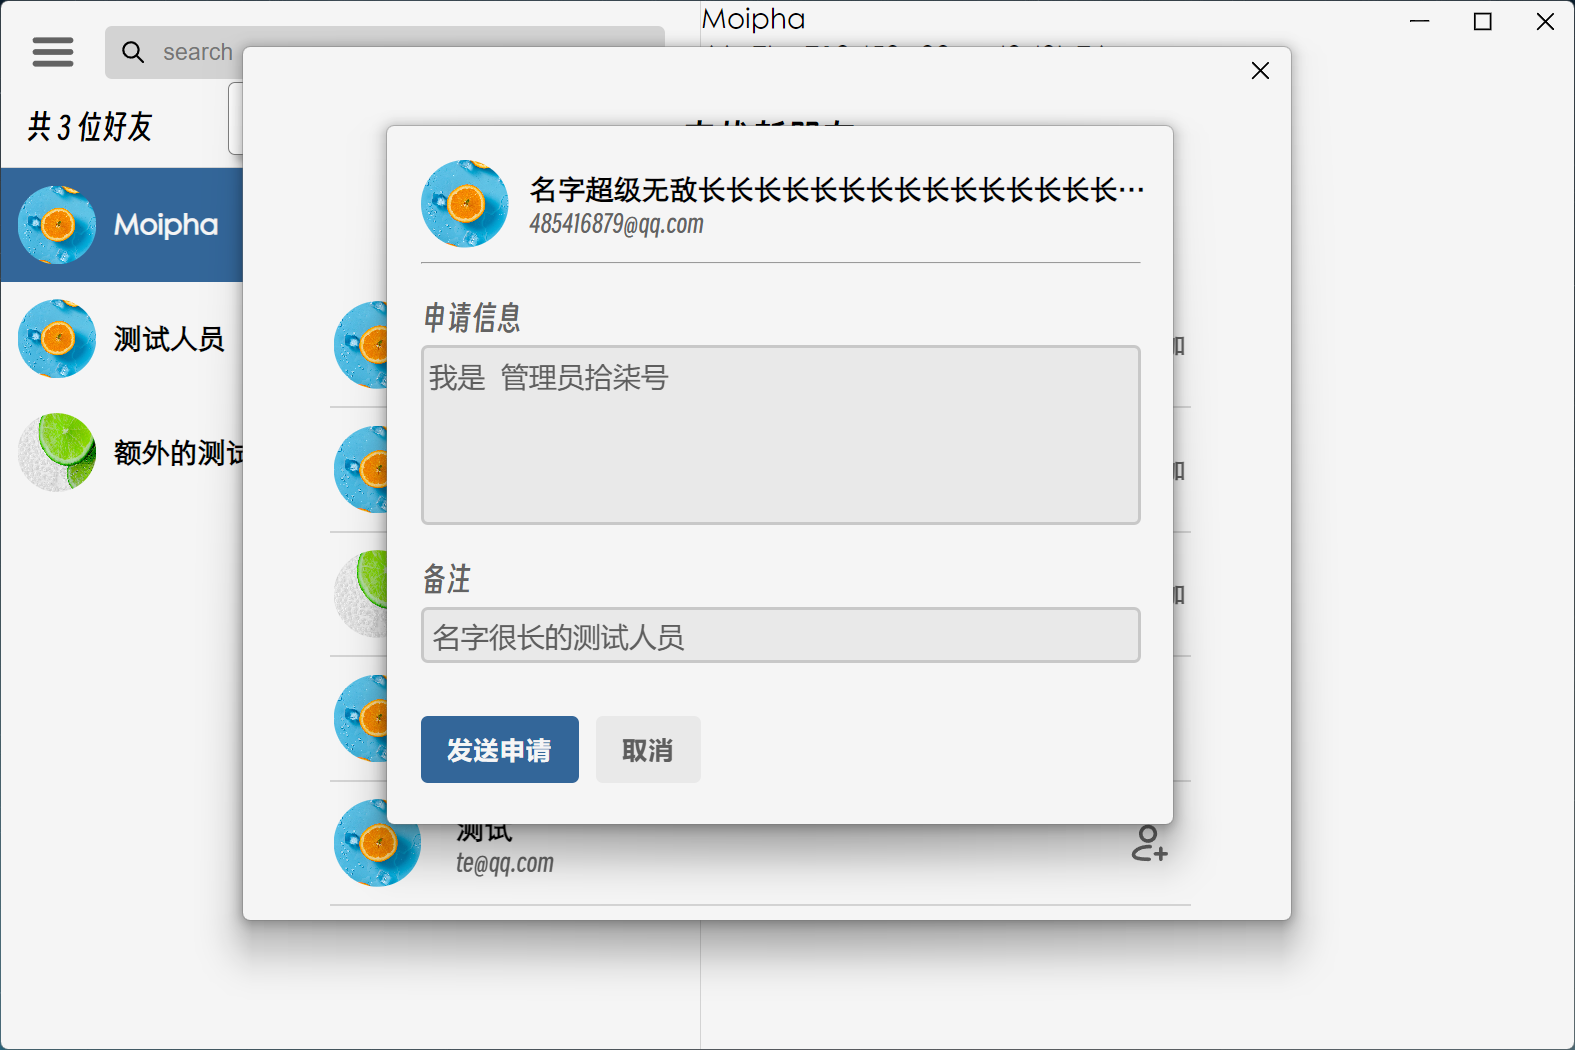 Moipha
search
共 3 位好友
Moipha
测试人员
额外的测试
名字超级无敌长长长长长长长长长长长长长长长…
485416879@qq.com
申请信息
我是 管理员拾柒号
备注
名字很长的测试人员
发送申请
取消
测试
te@qq.com